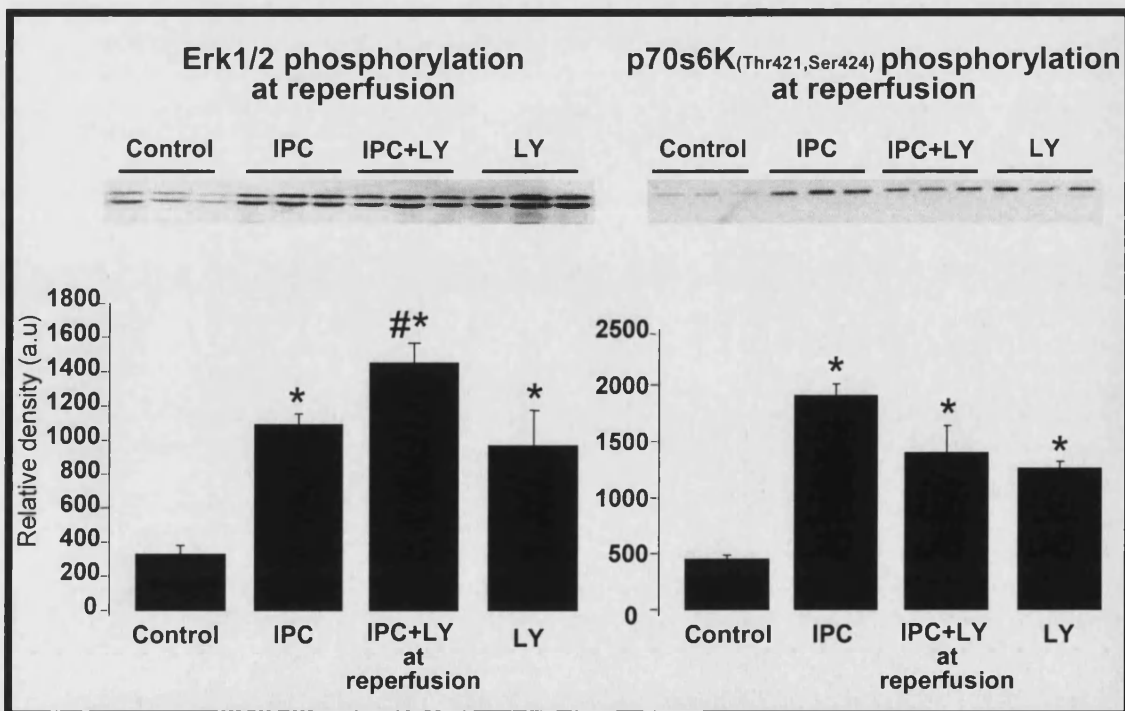 Erk1/2 phosphorylation
at reperfusion
Control IPC IPC+LY LY
Relative density (a.u)
1800
1600
1400
1200
1000
800
600
400
200
0
#*
*
*
Control IPC IPC+LY LY
at
reperfusion
p70s6K(Thr421,Ser424) phosphorylation
at reperfusion
Control IPC IPC+LY LY
2500
2000
1500
1000
500
0
*
*
*
Control IPC IPC+LY LY
at
reperfusion